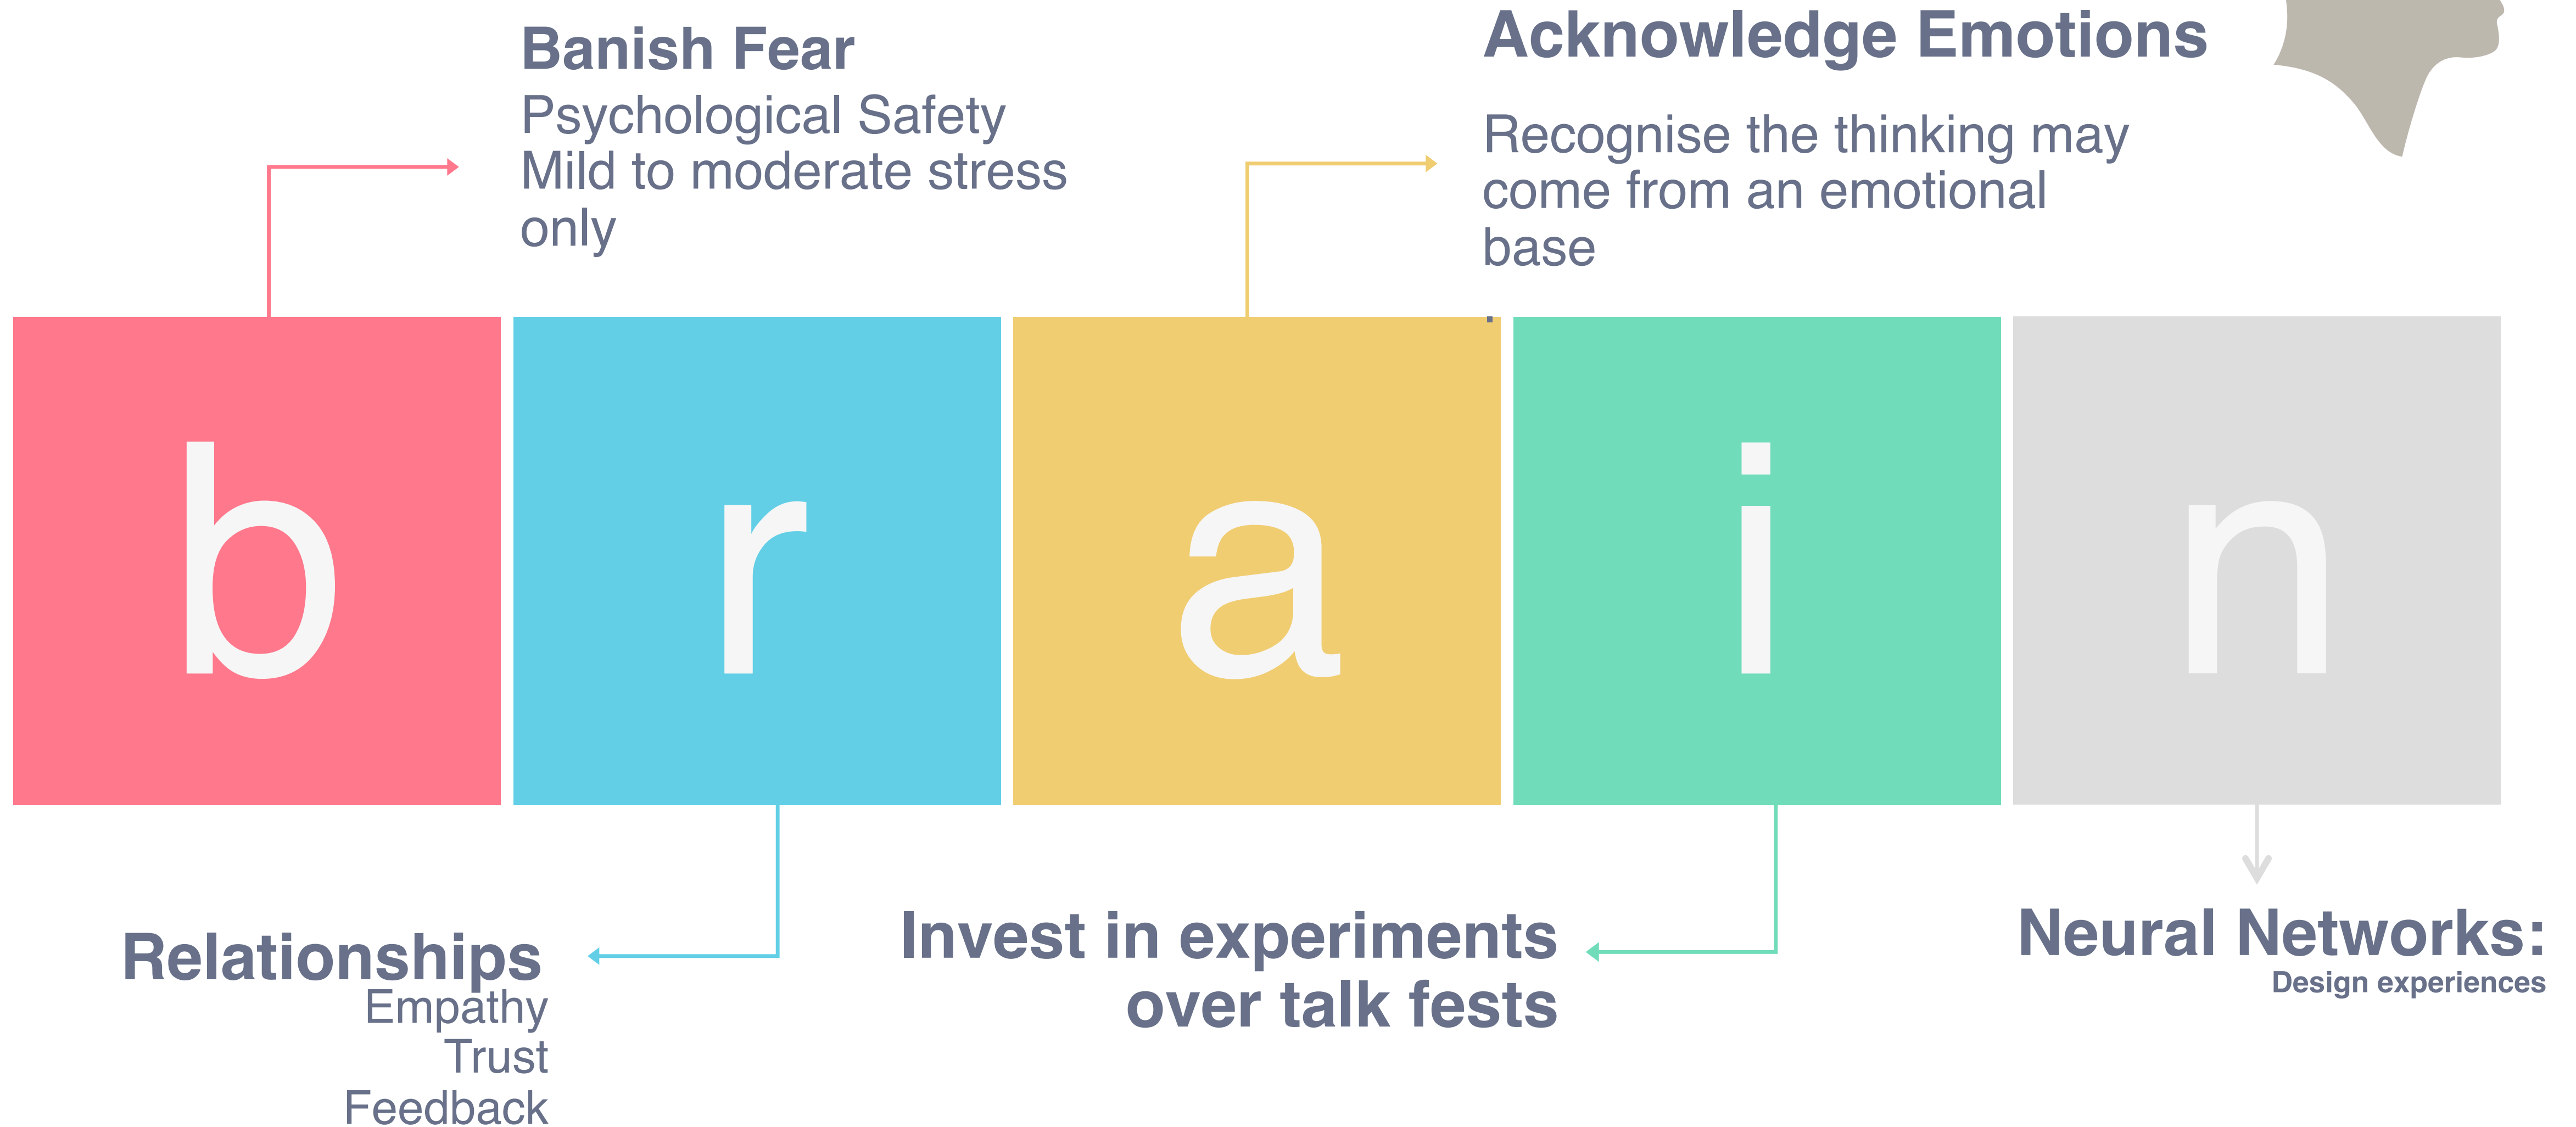 Banish Fear
Psychological Safety
Mild to moderate stress
only
Acknowledge Emotions
Recognise the thinking may
come from an emotional
base
b r a i n
Relationships
Empathy
Trust
Feedback
Invest in experiments
over talk fests
Neural Networks:
Design experiences